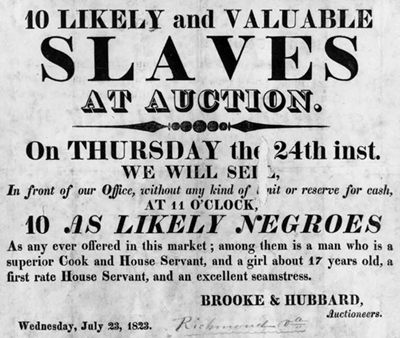 10 LIKELY and VALUABLE
SLAVES
AT AUCTION.
On THURSDAY the 24th inst.
WE WILL SELL,
In front of our Office, without any kind of limit or reserve for cash,
AT 11 O'CLOCK,
10 AS LIKELY NEGROES
As any ever offered in this market; among them is a man who is a
superior Cook and House Servant, and a girl about 17 years old, a
first rate House Servant, and an excellent seamstress.
BROOKE & HUBBARD,
Auctioneers.
Wednesday, July 23, 1823. Richmond Va